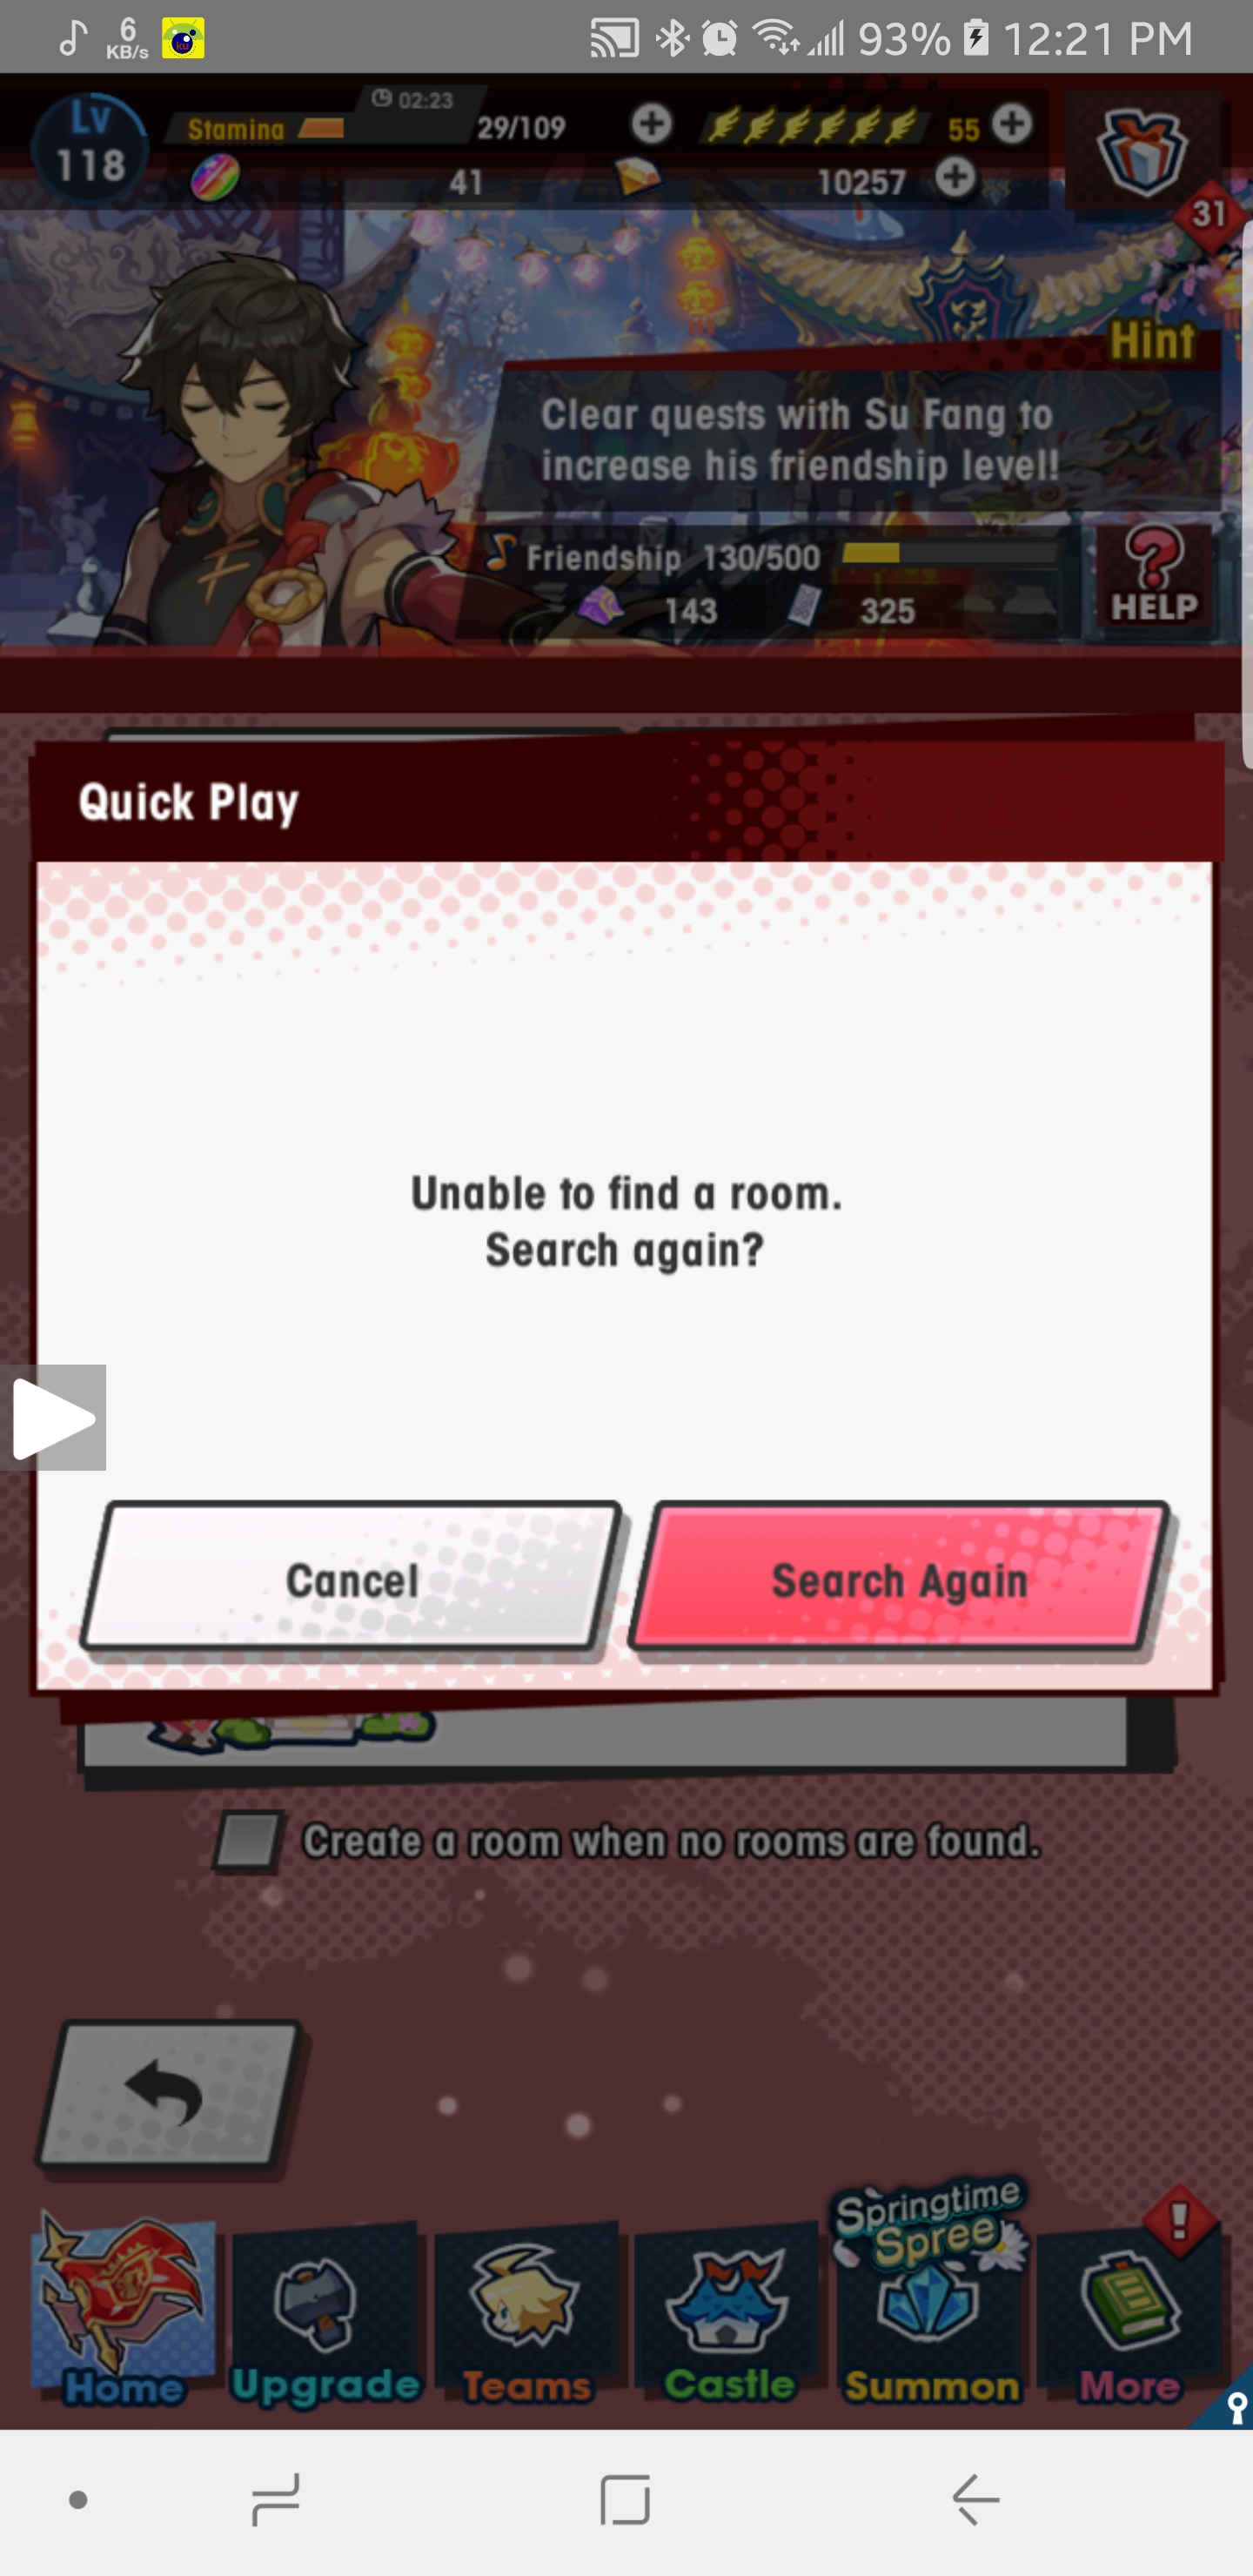 6
KB/s
ku
93%
12:21 PM
Lv
118
02:23
Stamina
29/109
55
41
10257
31
Hint
Clear quests with Su Fang to
increase his friendship level!
Friendship 130/500
143
325
HELP
Quick Play
Unable to find a room.
Search again?
Cancel
Search Again
Create a room when no rooms are found.
Springtime
Spree
!
Home
Upgrade
Teams
Castle
Summon
More